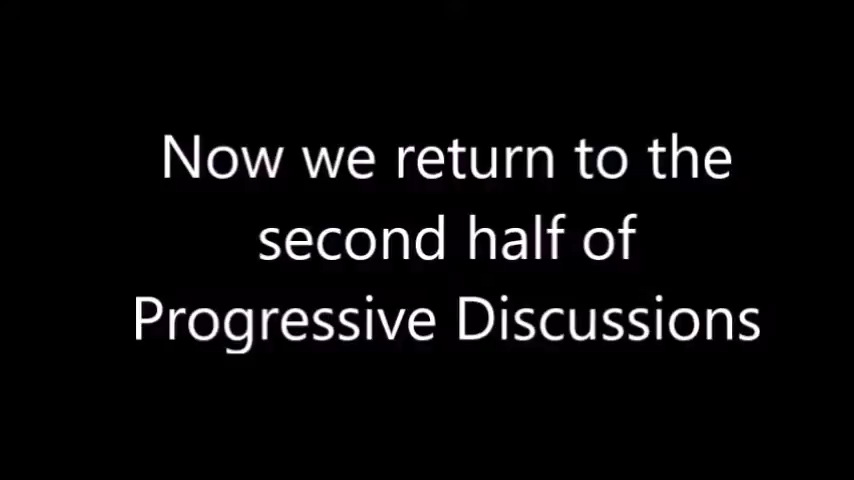 Now we return to the
second half of
Progressive Discussions